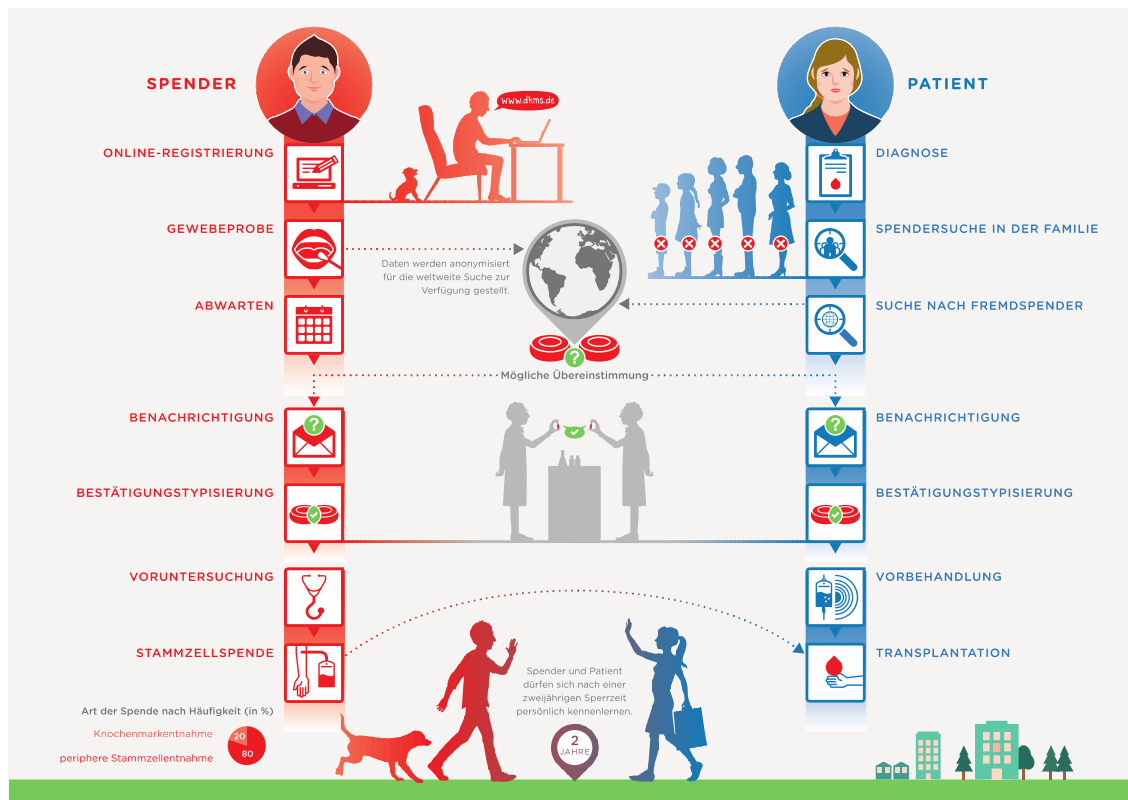 SPENDER
PATIENT
www.dkms.de
ONLINE-REGISTRIERUNG
DIAGNOSE
GEWEBEPROBE
SPENDERSUCHE IN DER FAMILIE
Daten werden anonymisiert
für die weltweite Suche zur
Verfügung gestellt.
ABWARTEN
SUCHE NACH FREMDSPENDER
?
Mögliche Übereinstimmung
BENACHRICHTIGUNG
?
?
BENACHRICHTIGUNG
BESTÄTIGUNGSTYPISIERUNG
BESTÄTIGUNGSTYPISIERUNG
VORUNTERSUCHUNG
VORBEHANDLUNG
STAMMZELLSPENDE
TRANSPLANTATION
Spender und Patient
dürfen sich nach einer
zweijährigen Sperrzeit
persönlich kennenlernen.
2
JAHRE
Art der Spende nach Häufigkeit (in %)
Knochenmarkentnahme
20
periphere Stammzellentnahme
80